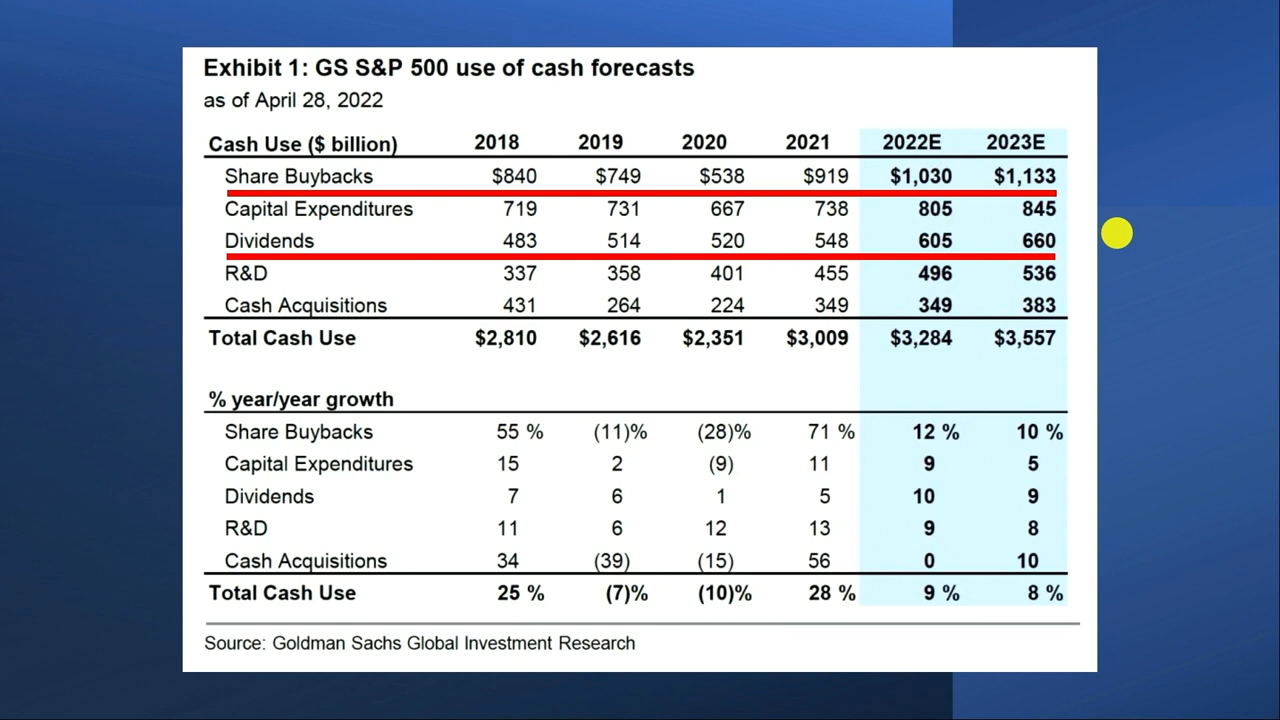 Exhibit 1: GS S&P 500 use of cash forecasts
as of April 28, 2022
Cash Use ($ billion) 2018 2019 2020 2021 2022E 2023E
Share Buybacks $840 $749 $538 $919 $1,030 $1,133
Capital Expenditures 719 731 667 738 805 845
Dividends 483 514 520 548 605 660
R&D 337 358 401 455 496 536
Cash Acquisitions 431 264 224 349 349 383
Total Cash Use $2,810 $2,616 $2,351 $3,009 $3,284 $3,557
% year/year growth
Share Buybacks 55 % (11)% (28)% 71 % 12 % 10 %
Capital Expenditures 15 2 (9) 11 9 5
Dividends 7 6 1 5 10 9
R&D 11 6 12 13 9 8
Cash Acquisitions 34 (39) (15) 56 0 10
Total Cash Use 25 % (7)% (10)% 28 % 9 % 8 %
Source: Goldman Sachs Global Investment Research